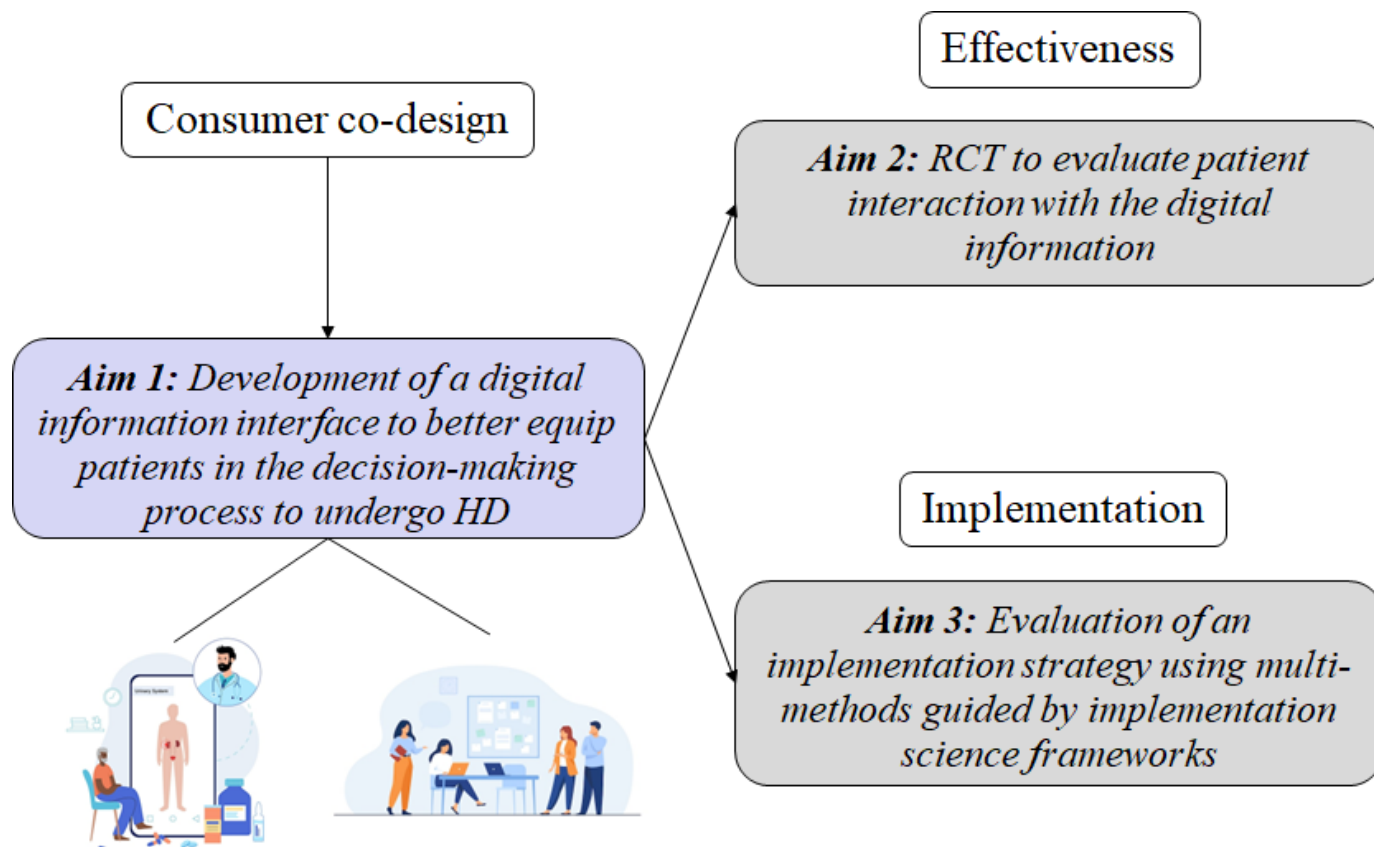 Consumer co-design
Aim 1: Development of a digital
information interface to better equip
patients in the decision-making
process to undergo HD
Urinary System
Effectiveness
Aim 2: RCT to evaluate patient
interaction with the digital
information
Implementation
Aim 3: Evaluation of an
implementation strategy using multi-
methods guided by implementation
science frameworks